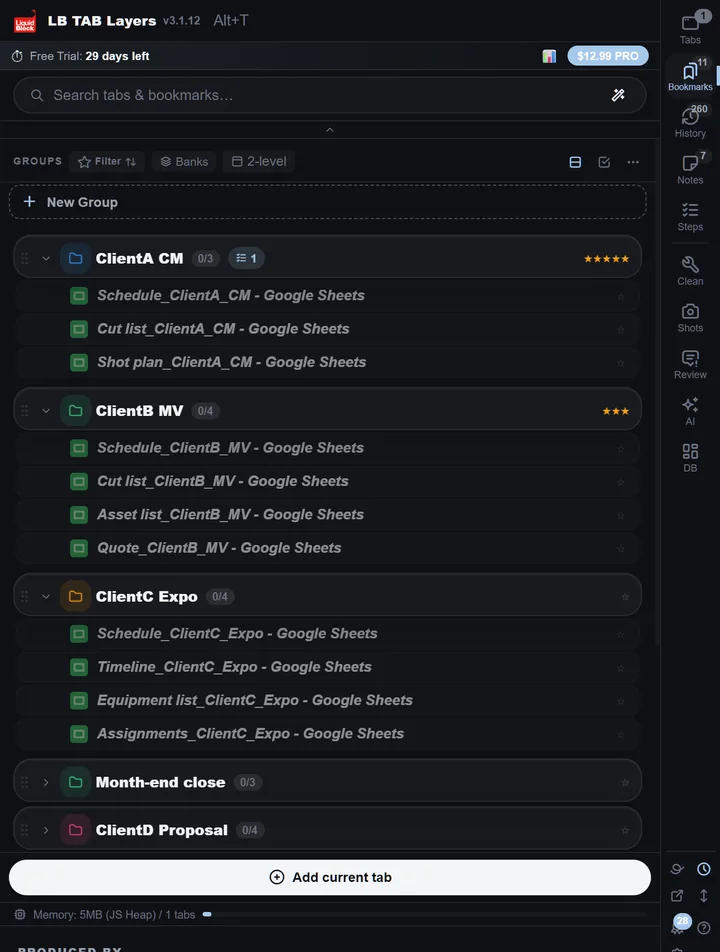 Liquid Block
LB TAB Layers v3.1.12 Alt+T
Free Trial: 29 days left
$12.99 PRO
Search tabs & bookmarks…
GROUPS Filter Banks 2-level
New Group
ClientA CM 0/3 1
Schedule_ClientA_CM - Google Sheets
Cut list_ClientA_CM - Google Sheets
Shot plan_ClientA_CM - Google Sheets
ClientB MV 0/4
Schedule_ClientB_MV - Google Sheets
Cut list_ClientB_MV - Google Sheets
Asset list_ClientB_MV - Google Sheets
Quote_ClientB_MV - Google Sheets
ClientC Expo 0/4
Schedule_ClientC_Expo - Google Sheets
Timeline_ClientC_Expo - Google Sheets
Equipment list_ClientC_Expo - Google Sheets
Assignments_ClientC_Expo - Google Sheets
Month-end close 0/3
ClientD Proposal 0/4
Add current tab
Memory: 5MB (JS Heap) / 1 tabs
PRODUCED BY
1
Tabs
11
Bookmarks
260
History
7
Notes
Steps
Clean
Shots
Review
AI
DB
28